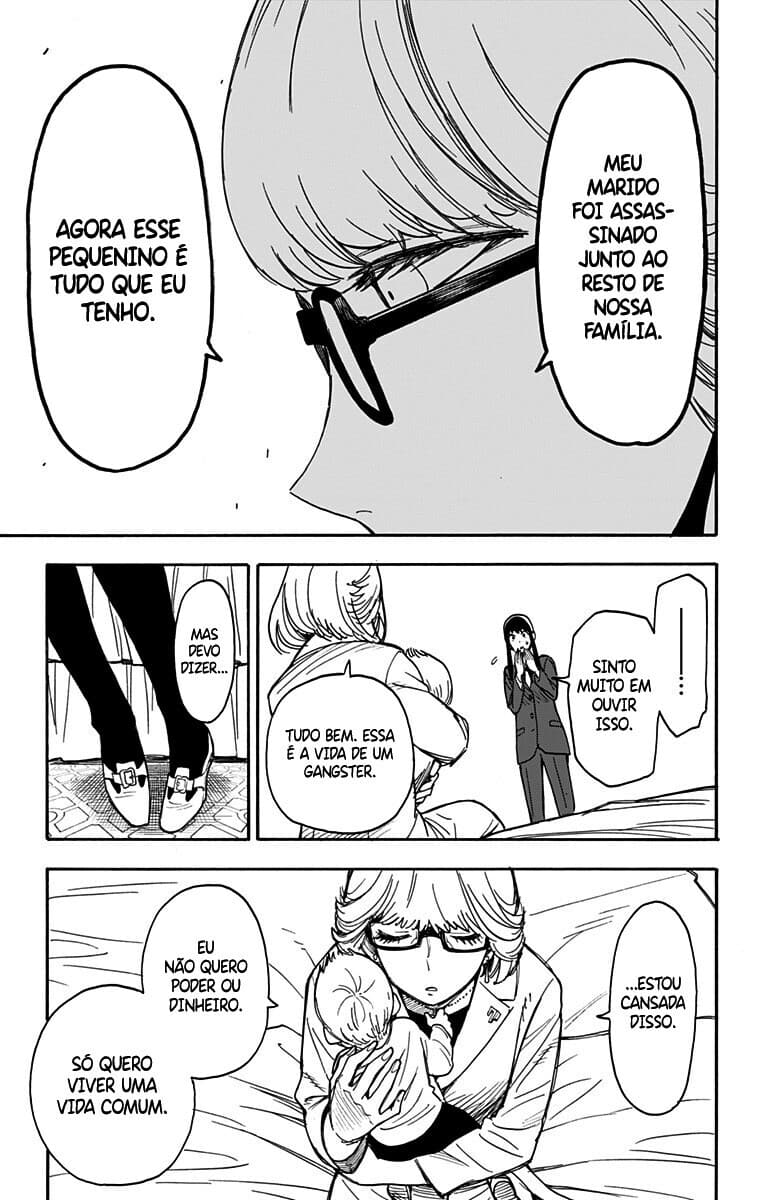 MEU
MARIDO
FOI ASSAS-
SINADO
JUNTO AO
RESTO DE
NOSSA
FAMÍLIA.
AGORA ESSE
PEQUENINO É
TUDO QUE EU
TENHO.
.......
SINTO
MUITO EM
OUVIR
ISSO.
TUDO BEM. ESSA
É A VIDA DE UM
GANGSTER.
MAS
DEVO
DIZER...
...ESTOU
CANSADA
DISSO.
EU
NÃO QUERO
PODER OU
DINHEIRO.
SÓ QUERO
VIVER UMA
VIDA COMUM.